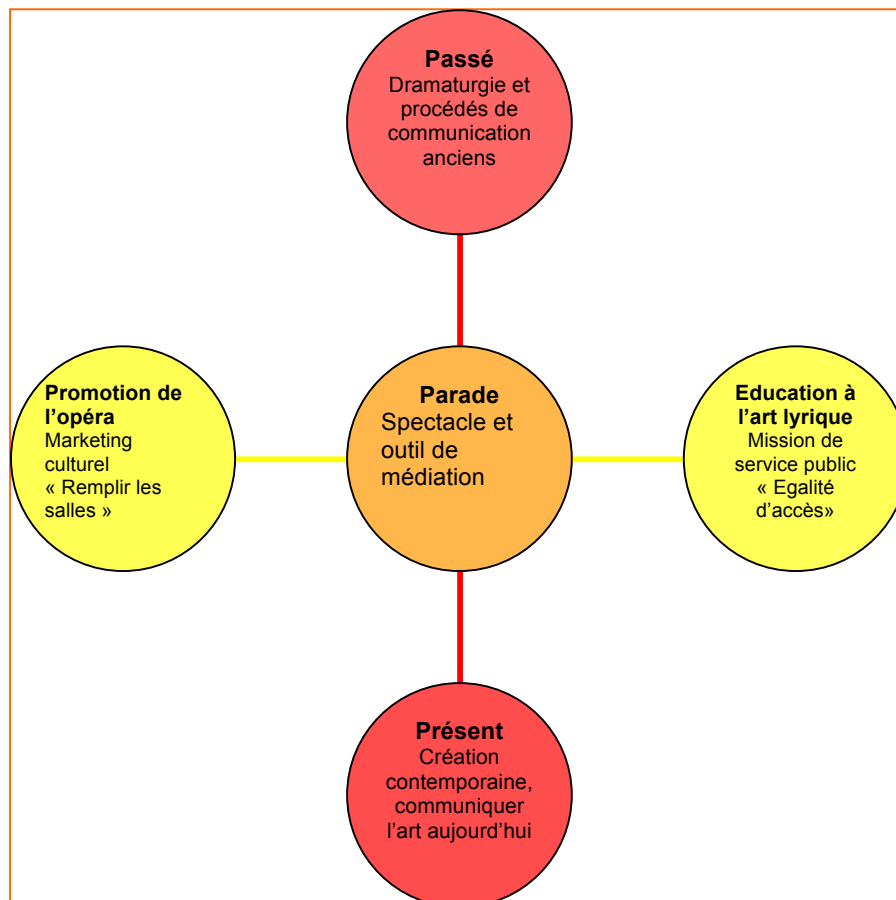 Passé
Dramaturgie et
procédés de
communication
anciens
Promotion de
l'opéra
Marketing
culturel
« Remplir les
salles »
Parade
Spectacle et
outil de
médiation
Education à
l'art lyrique
Mission de
service public
« Egalité
d'accès»
Présent
Création
contemporaine,
communiquer
l'art aujourd'hui